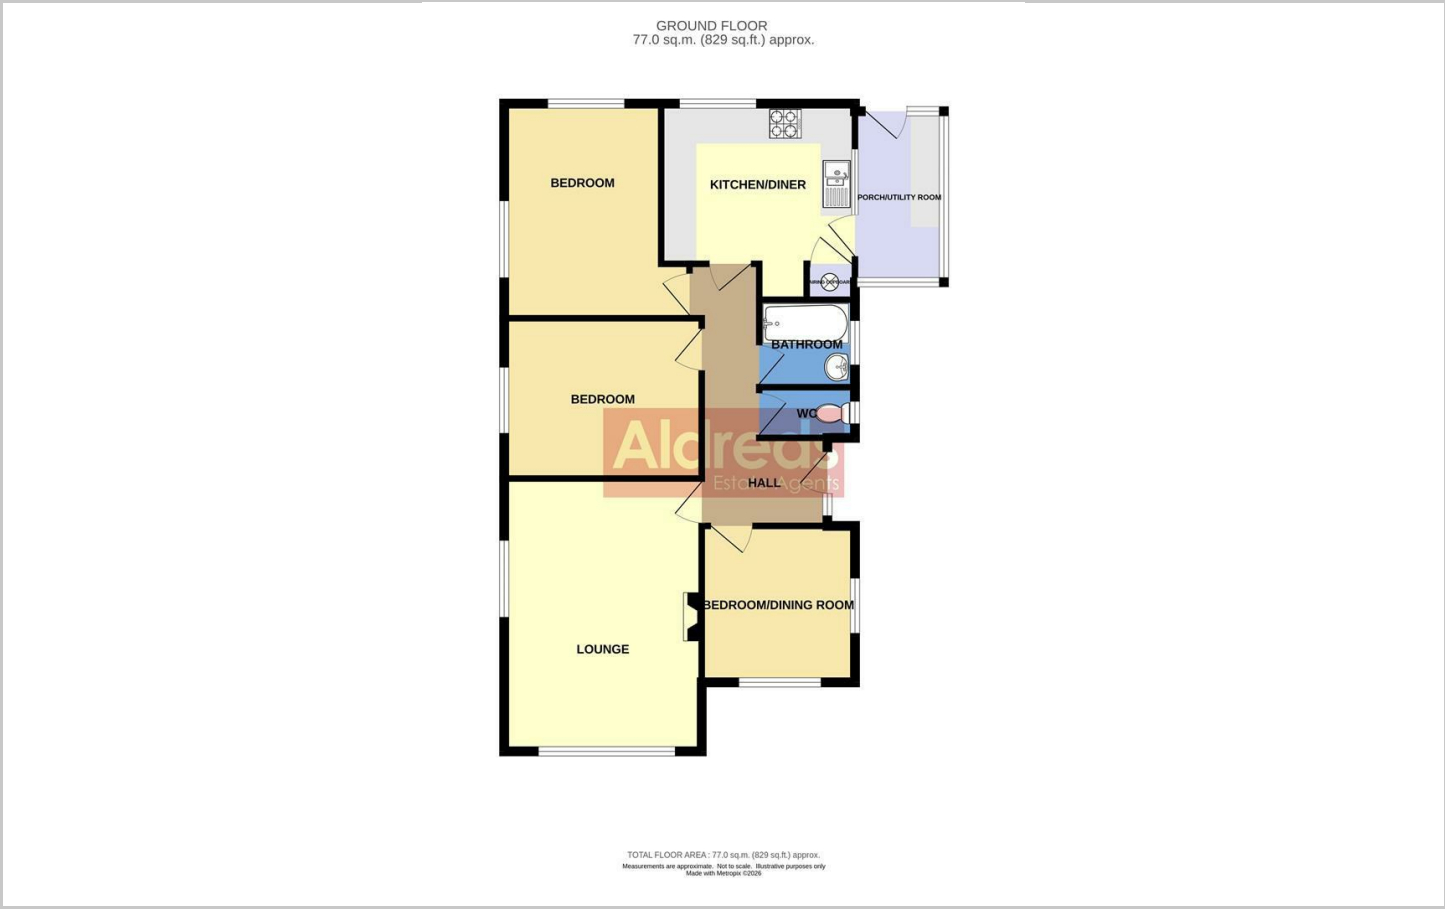 GROUND FLOOR
77.0 sq.m. (829 sq.ft.) approx.
BEDROOM
KITCHEN/DINER
PORCH/UTILITY ROOM
BATHROOM
BEDROOM
WC
Aldreds
Estate Agents
HALL
BEDROOM/DINING ROOM
LOUNGE
TOTAL FLOOR AREA : 77.0 sq.m. (829 sq.ft.) approx.
Measurements are approximate. Not to scale. Illustrative purposes only
Made with Metropix ©2026